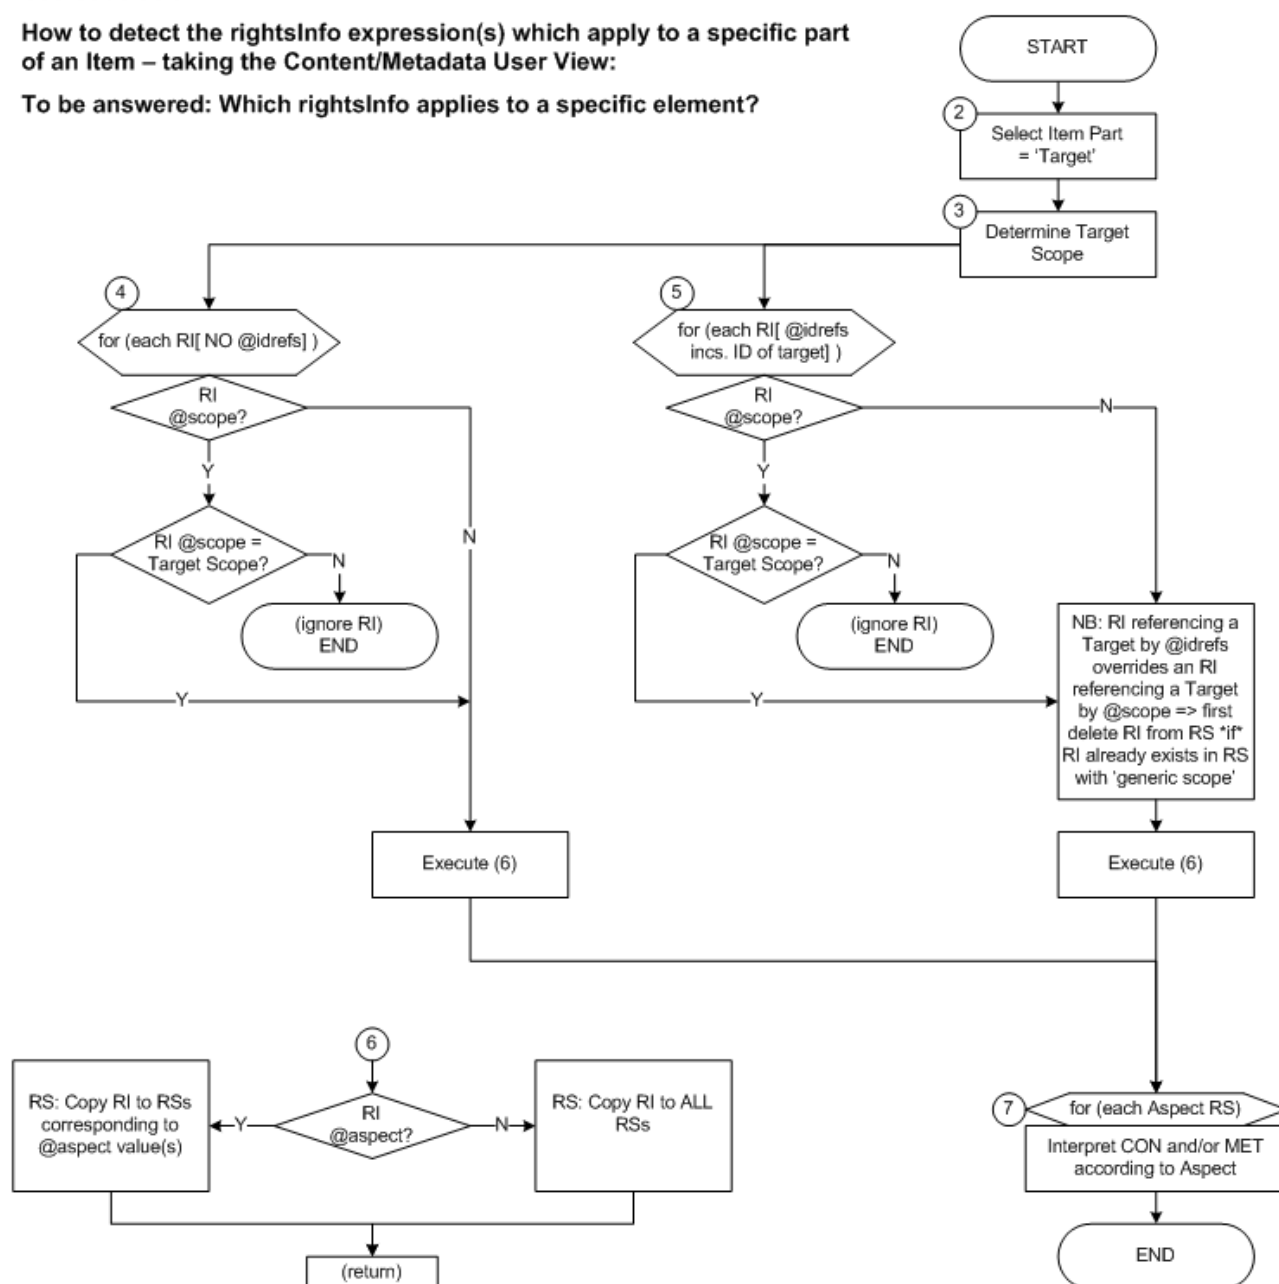 How to detect the rightsInfo expression(s) which apply to a specific part
of an Item – taking the Content/Metadata User View:
To be answered: Which rightsInfo applies to a specific element?
START
2
Select Item Part
= ‘Target’
3
Determine Target
Scope
4
for (each RI[ NO @idrefs] )
5
for (each RI[ @idrefs
incs. ID of target] )
RI
@scope?
N
Y
RI @scope =
Target Scope?
N
(ignore RI)
END
Y
RI
@scope?
N
Y
RI @scope =
Target Scope?
N
(ignore RI)
END
Y
NB: RI referencing a
Target by @idrefs
overrides an RI
referencing a Target
by @scope => first
delete RI from RS *if*
RI already exists in RS
with ‘generic scope’
Execute (6)
Execute (6)
6
RI
@aspect?
Y
RS: Copy RI to RSs
corresponding to
@aspect value(s)
N
RS: Copy RI to ALL
RSs
(return)
7
for (each Aspect RS)
Interpret CON and/or MET
according to Aspect
END